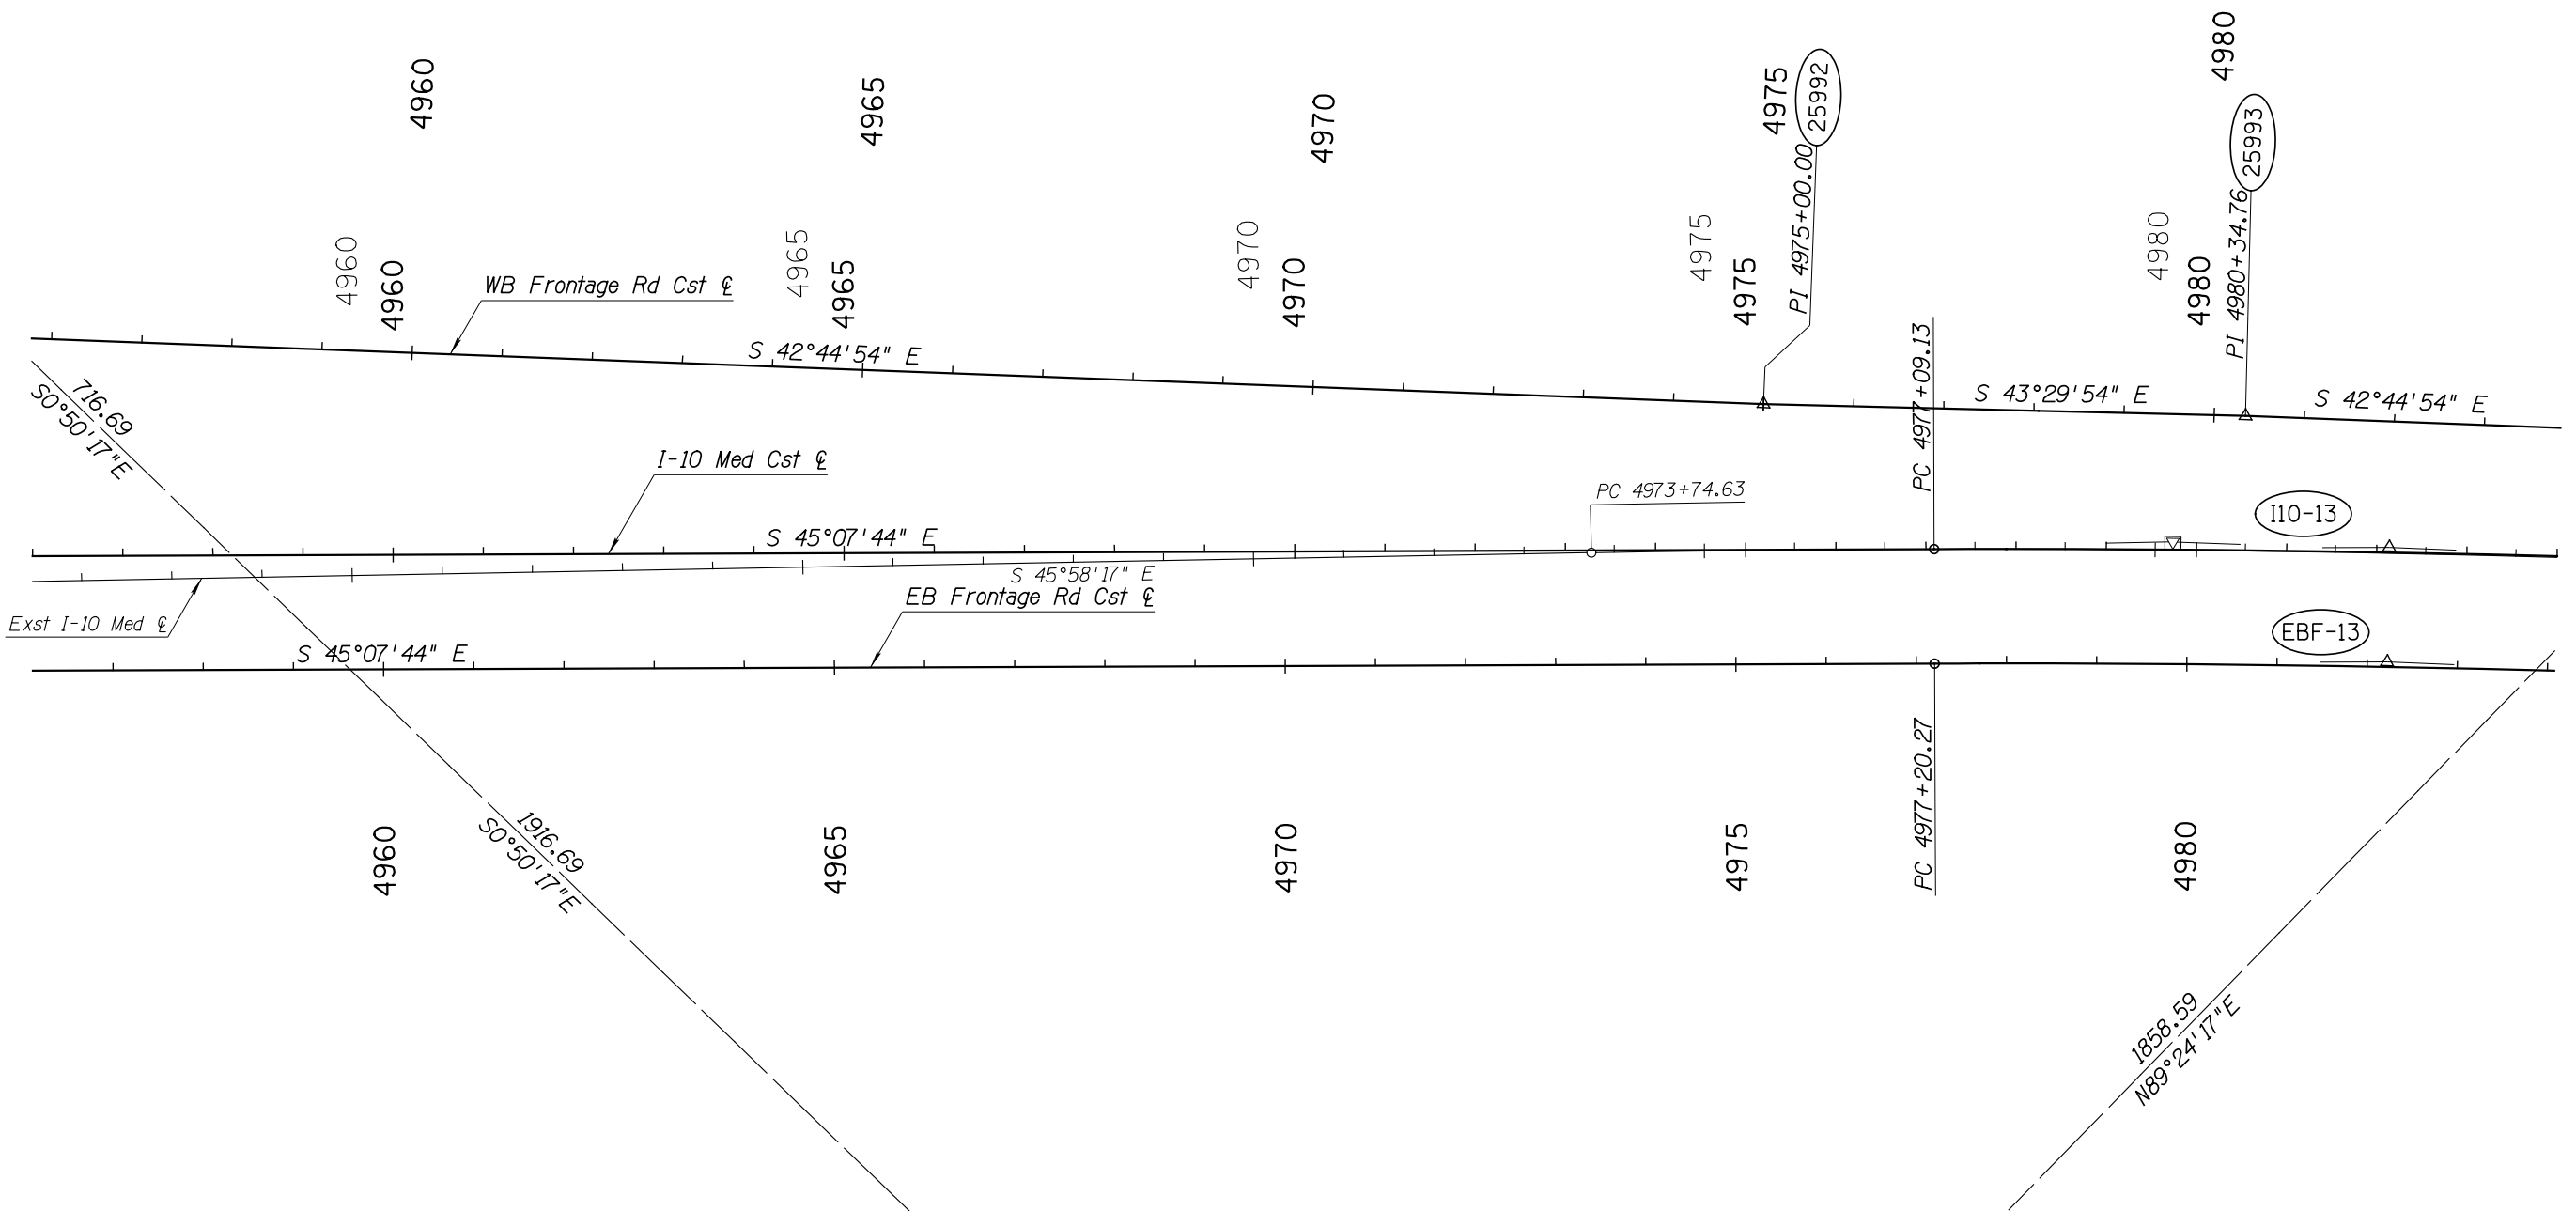 4960
4965
4970
4975
25992
4980
25993
PI 4975+00.00
PI 4980+34.76
4960
4960
4965
4965
4970
4970
4975
4975
4980
4980
WB Frontage Rd Cst ℄
S 42°44'54" E
PC 4977+09.13
S 43°29'54" E
S 42°44'54" E
716.69
S0°50'17"E
I-10 Med Cst ℄
PC 4973+74.63
I10-13
S 45°07'44" E
S 45°58'17" E
EB Frontage Rd Cst ℄
Exst I-10 Med ℄
EBF-13
S 45°07'44" E
PC 4977+20.27
4960
4965
4970
4975
4980
1916.69
S0°50'17"E
1858.59
N89°24'17"E